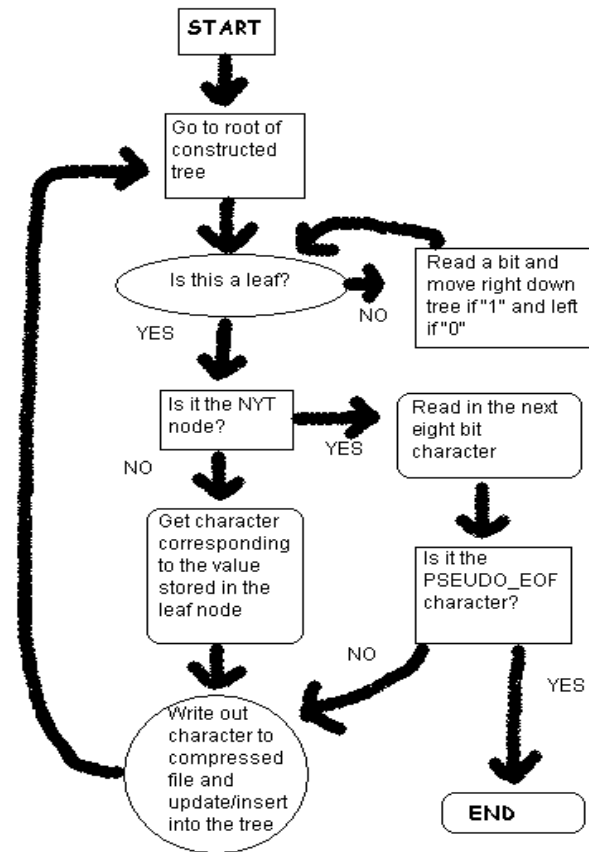 START
Go to root of
constructed
tree
Is this a leaf?
NO
Read a bit and
move right down
tree if "1" and left
if "0"
YES
Is it the NYT
node?
YES
Read in the next
eight bit
character
NO
Get character
corresponding
to the value
stored in the
leaf node
Is it the
PSEUDO_EOF
character?
NO
YES
Write out
character to
compressed
file and
update/insert
into the tree
END